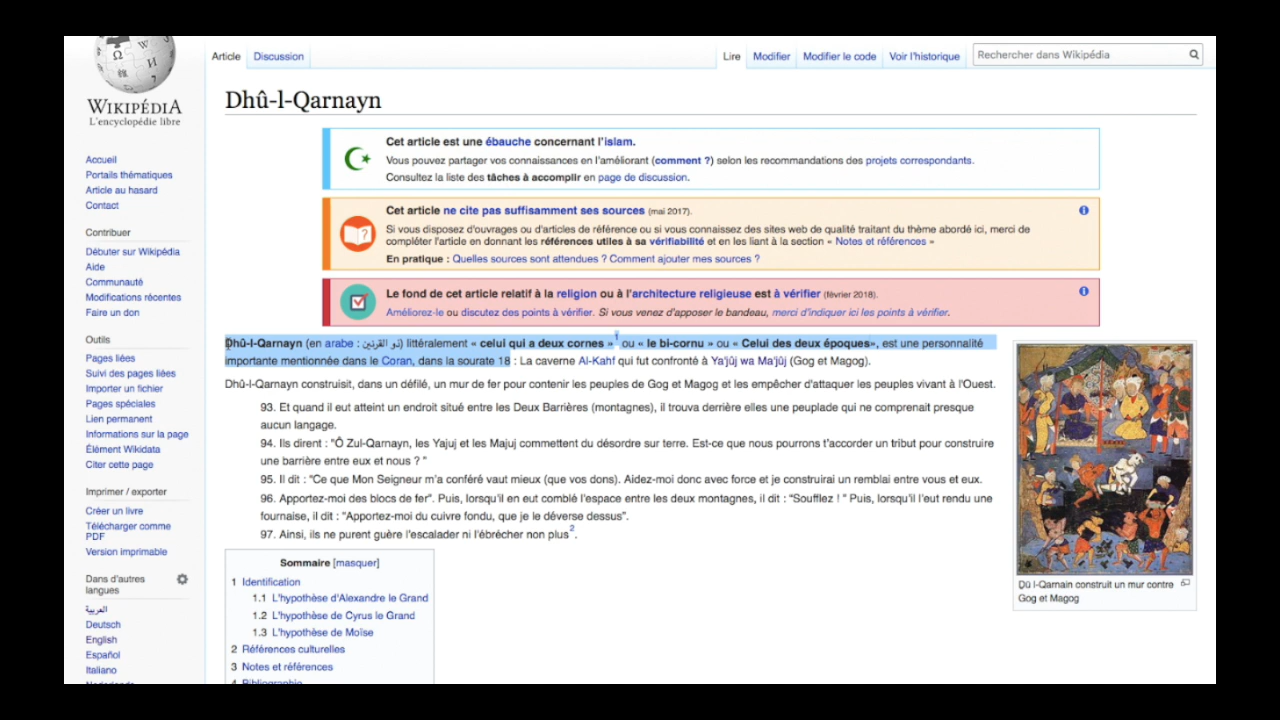 Article
Discussion
Lire
Modifier
Modifier le code
Voir l'historique
Rechercher dans Wikipédia
WIKIPÉDIA
L'encyclopédie libre
Accueil
Portails thématiques
Article au hasard
Contact
Contribuer
Débuter sur Wikipédia
Aide
Communauté
Modifications récentes
Faire un don
Outils
Pages liées
Suivi des pages liées
Importer un fichier
Pages spéciales
Lien permanent
Informations sur la page
Élément Wikidata
Citer cette page
Imprimer / exporter
Créer un livre
Télécharger comme
PDF
Version imprimable
Dans d'autres
langues
العربية
Deutsch
English
Español
Italiano
Dhû-l-Qarnayn
Cet article est une ébauche concernant l'islam.
Vous pouvez partager vos connaissances en l'améliorant (comment ?) selon les recommandations des projets correspondants.
Consultez la liste des tâches à accomplir en page de discussion.
Cet article ne cite pas suffisamment ses sources (mai 2017).
Si vous disposez d'ouvrages ou d'articles de référence ou si vous connaissez des sites web de qualité traitant du thème abordé ici, merci de
compléter l'article en donnant les références utiles à sa vérifiabilité et en les liant à la section « Notes et références »
En pratique : Quelles sources sont attendues ? Comment ajouter mes sources ?
Le fond de cet article relatif à la religion ou à l'architecture religieuse est à vérifier (février 2018).
Améliorez-le ou discutez des points à vérifier. Si vous venez d'apposer le bandeau, merci d'indiquer ici les points à vérifier.
Dhû-l-Qarnayn (en arabe : ذو القرنين) littéralement « celui qui a deux cornes »1 ou « le bi-cornu » ou « Celui des deux époques», est une personnalité
importante mentionnée dans le Coran, dans la sourate 18 : La caverne Al-Kahf qui fut confronté à Ya'jûj wa Ma'jûj (Gog et Magog).
Dhû-l-Qarnayn construisit, dans un défilé, un mur de fer pour contenir les peuples de Gog et Magog et les empêcher d'attaquer les peuples vivant à l'Ouest.
93. Et quand il eut atteint un endroit situé entre les Deux Barrières (montagnes), il trouva derrière elles une peuplade qui ne comprenait presque
aucun langage.
94. Ils dirent : "Ô Zul-Qarnayn, les Yajuj et les Majuj commettent du désordre sur terre. Est-ce que nous pourrons t'accorder un tribut pour construire
une barrière entre eux et nous ? "
95. Il dit : "Ce que Mon Seigneur m'a conféré vaut mieux (que vos dons). Aidez-moi donc avec force et je construirai un remblai entre vous et eux.
96. Apportez-moi des blocs de fer". Puis, lorsqu'il en eut comblé l'espace entre les deux montagnes, il dit : "Soufflez ! " Puis, lorsqu'il l'eut rendu une
fournaise, il dit : "Apportez-moi du cuivre fondu, que je le déverse dessus".
97. Ainsi, ils ne purent guère l'escalader ni l'ébrécher non plus2.
Sommaire [masquer]
1 Identification
1.1 L'hypothèse d'Alexandre le Grand
1.2 L'hypothèse de Cyrus le Grand
1.3 L'hypothèse de Moïse
2 Références culturelles
3 Notes et références
4 Bibliographie
Ḏū l-Qarnain construit un mur contre
Gog et Magog